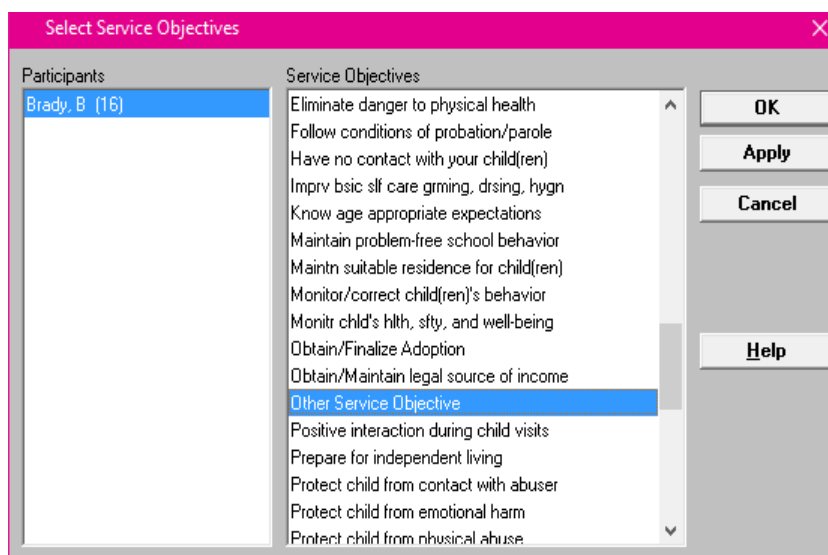 Select Service Objectives
Participants
Brady, B (16)
Service Objectives
Eliminate danger to physical health
Follow conditions of probation/parole
Have no contact with your child(ren)
Imprv bsic slf care grming, drsing, hygn
Know age appropriate expectations
Maintain problem-free school behavior
Maintn suitable residence for child(ren)
Monitor/correct child(ren)'s behavior
Monitr chld's hlth, sfty, and well-being
Obtain/Finalize Adoption
Obtain/Maintain legal source of income
Other Service Objective
Positive interaction during child visits
Prepare for independent living
Protect child from contact with abuser
Protect child from emotional harm
Protect child from physical abuse
OK
Apply
Cancel
Help